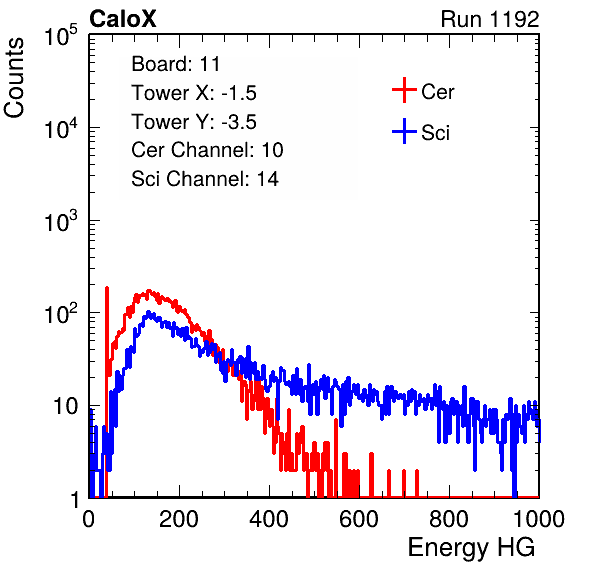 CaloX Run 1192
Counts
10^5
10^4
10^3
10^2
10
1
Board: 11
Tower X: -1.5
Tower Y: -3.5
Cer Channel: 10
Sci Channel: 14
Cer
Sci
0 200 400 600 800 1000
Energy HG